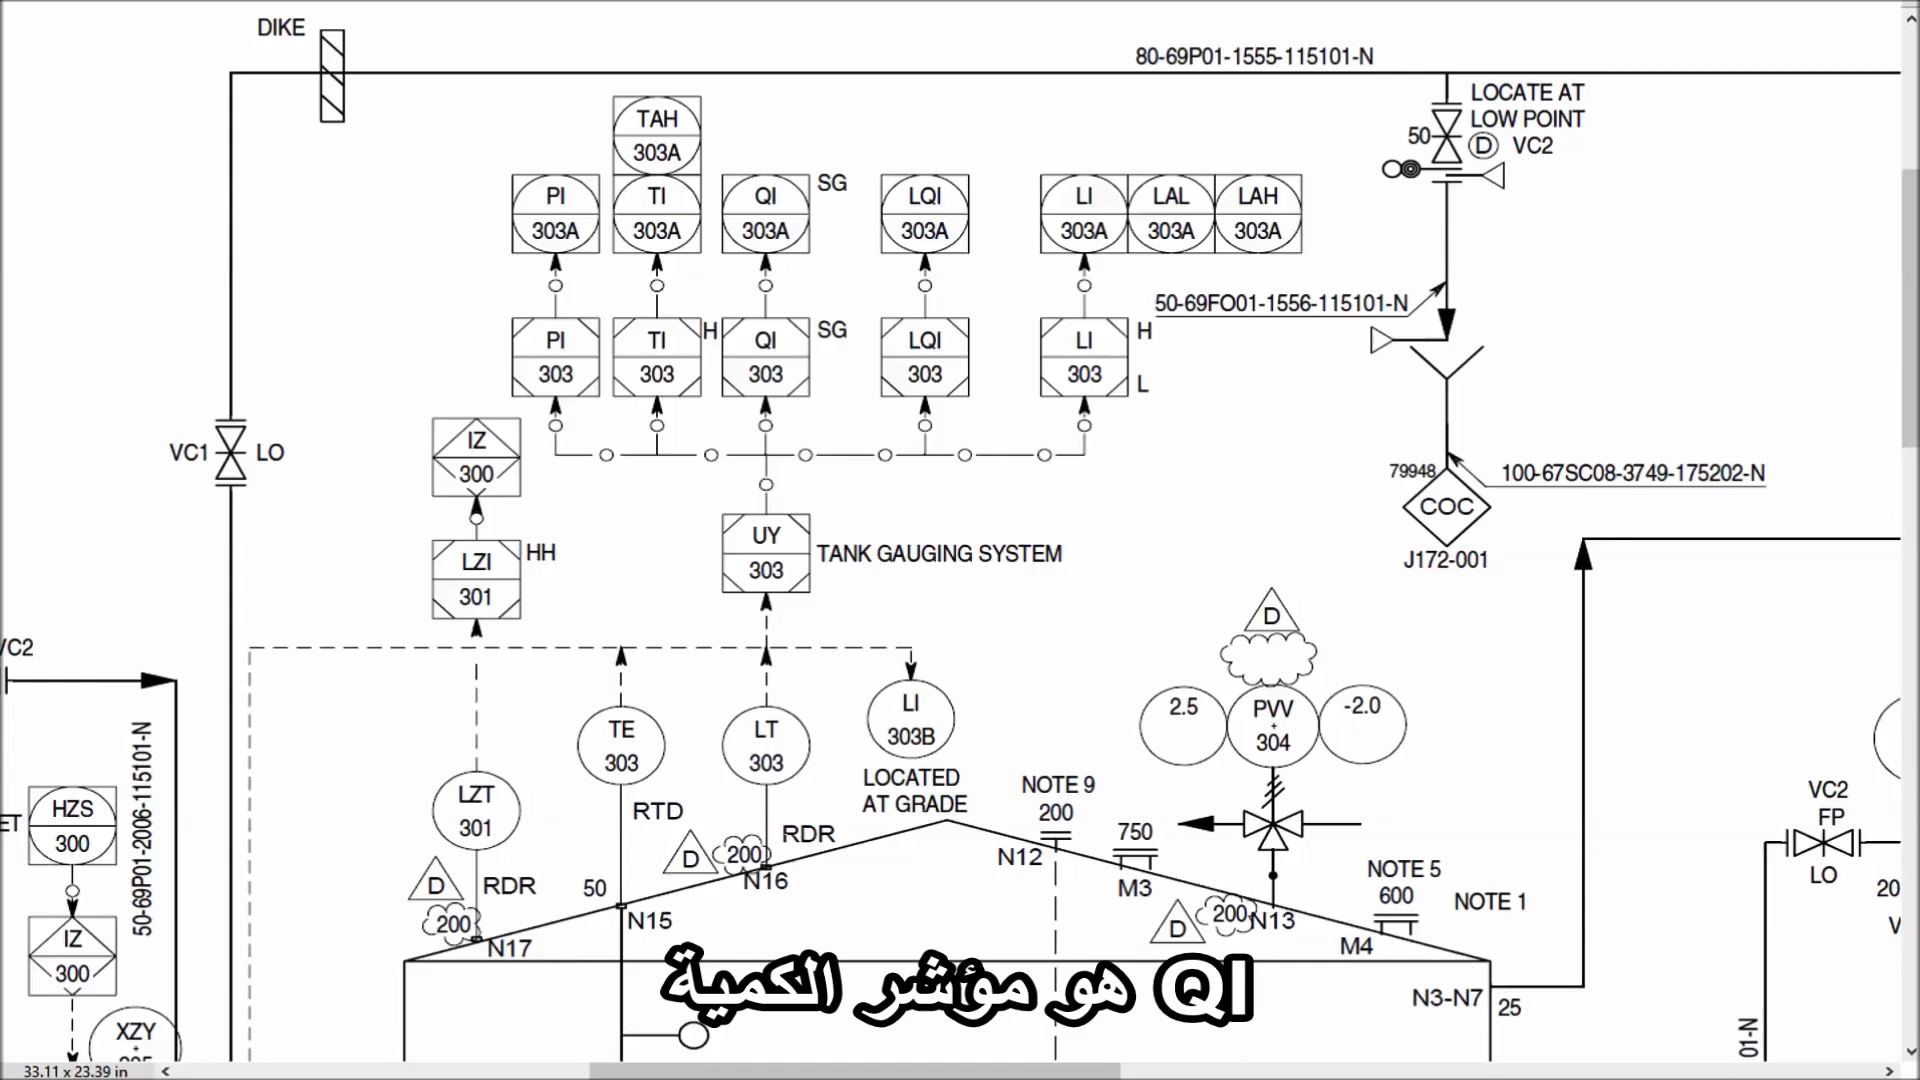 DIKE
80-69P01-1555-115101-N
LOCATE AT
LOW POINT
50
D VC2
TAH
303A
PI
303A
TI
303A
QI
303A
SG
LQI
303A
LI
303A
LAL
303A
LAH
303A
50-69FO01-1556-115101-N
PI
303
TI
303
H
QI
303
SG
LQI
303
LI
303
H
L
VC1 LO
IZ
300
79948
COC
J172-001
100-67SC08-3749-175202-N
LZI
301
HH
UY
303
TANK GAUGING SYSTEM
VC2
D
TE
303
LT
303
LI
303B
LOCATED
AT GRADE
2.5
PVV
+
304
-2.0
50-69P01-2006-115101-N
HZS
300
ET
LZT
301
RTD
RDR
NOTE 9
200
750
VC2
FP
LO
D
200
N16
N12
M3
NOTE 5
600
NOTE 1
D
RDR
200
N17
50
N15
D
200
N13
M4
20
V
IZ
300
QI هو مؤشر الكمية
N3-N7
25
XZY
+
01-N
33.11 x 23.39 in